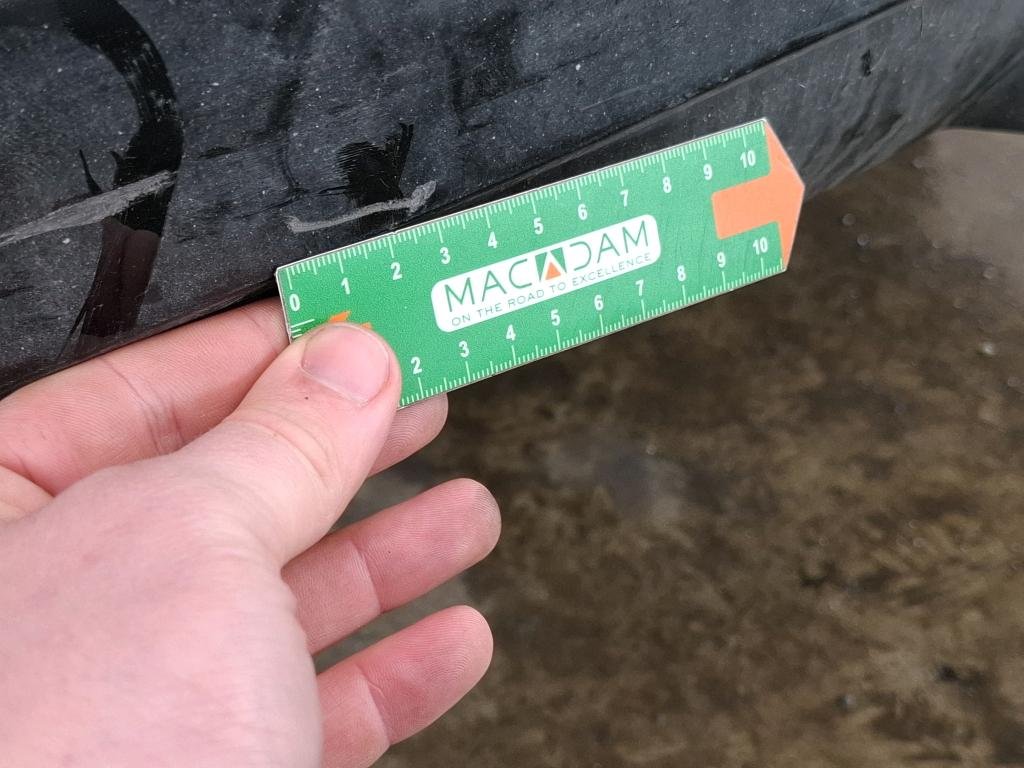 0 1 2 3 4 5 6 7 8 9 10
MACADAM
ON THE ROAD TO EXCELLENCE
2 3 4 5 6 7 8 9 10